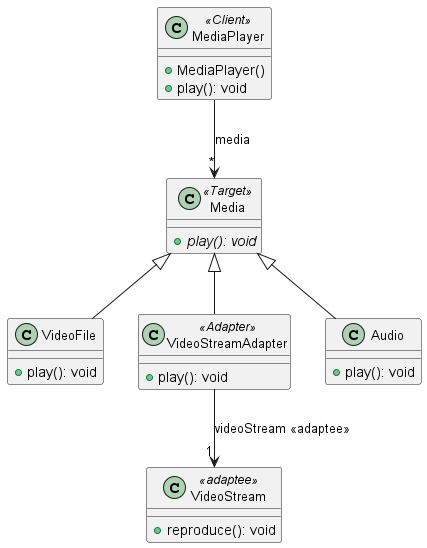 C
«Client»
MediaPlayer
MediaPlayer()
play(): void
media
*
C
«Target»
Media
play(): void
C VideoFile
play(): void
C
«Adapter»
VideoStreamAdapter
play(): void
C Audio
play(): void
videoStream «adaptee»
1
C
«adaptee»
VideoStream
reproduce(): void